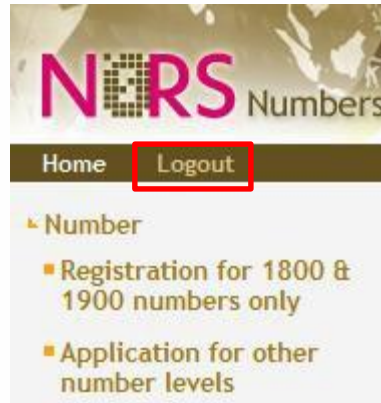 NRS Numbers
Home Logout
Number
Registration for 1800 &
1900 numbers only
Application for other
number levels